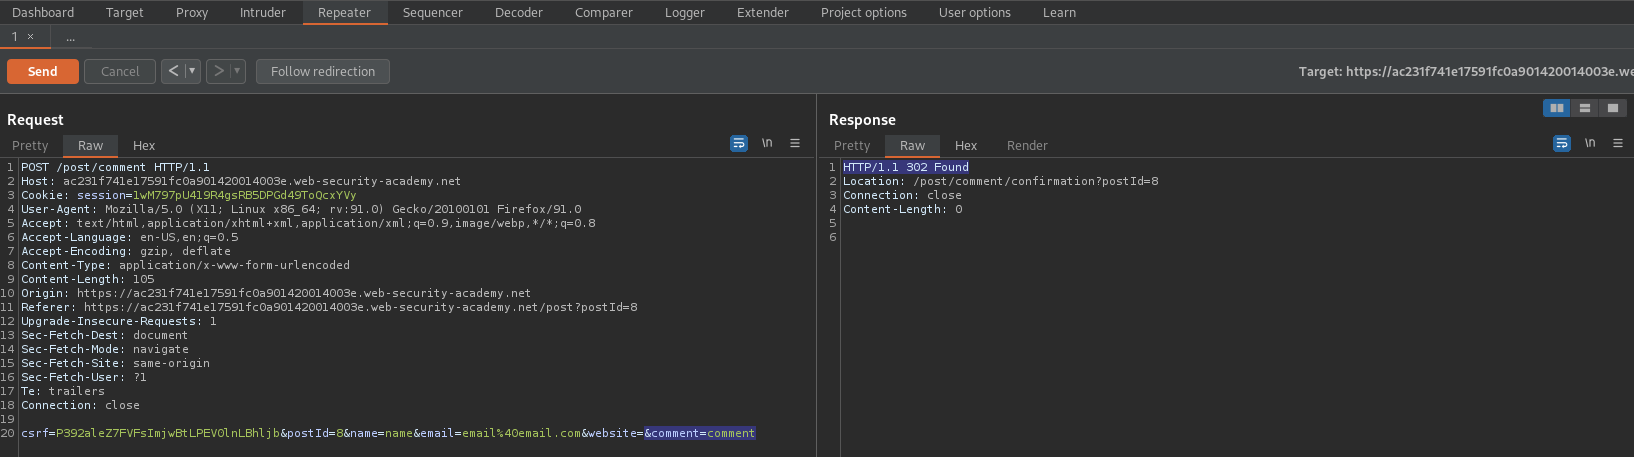 Dashboard Target Proxy Intruder Repeater Sequencer Decoder Comparer Logger Extender Project options User options Learn
1 × ...
Send Cancel < > Follow redirection Target: https://ac231f741e17591fc0a901420014003e.we
Request
Pretty Raw Hex \n
1 POST /post/comment HTTP/1.1
2 Host: ac231f741e17591fc0a901420014003e.web-security-academy.net
3 Cookie: session=1wM797pU419R4gsRB5DPGd49ToQcxYVy
4 User-Agent: Mozilla/5.0 (X11; Linux x86_64; rv:91.0) Gecko/20100101 Firefox/91.0
5 Accept: text/html,application/xhtml+xml,application/xml;q=0.9,image/webp,*/*;q=0.8
6 Accept-Language: en-US,en;q=0.5
7 Accept-Encoding: gzip, deflate
8 Content-Type: application/x-www-form-urlencoded
9 Content-Length: 105
10 Origin: https://ac231f741e17591fc0a901420014003e.web-security-academy.net
11 Referer: https://ac231f741e17591fc0a901420014003e.web-security-academy.net/post?postId=8
12 Upgrade-Insecure-Requests: 1
13 Sec-Fetch-Dest: document
14 Sec-Fetch-Mode: navigate
15 Sec-Fetch-Site: same-origin
16 Sec-Fetch-User: ?1
17 Te: trailers
18 Connection: close
19
20 csrf=P392aleZ7FVFsImjwBtLPEV0lnLBhljb&postId=8&name=name&email=email%40email.com&website=&comment=comment
Response
Pretty Raw Hex Render \n
1 HTTP/1.1 302 Found
2 Location: /post/comment/confirmation?postId=8
3 Connection: close
4 Content-Length: 0
5
6